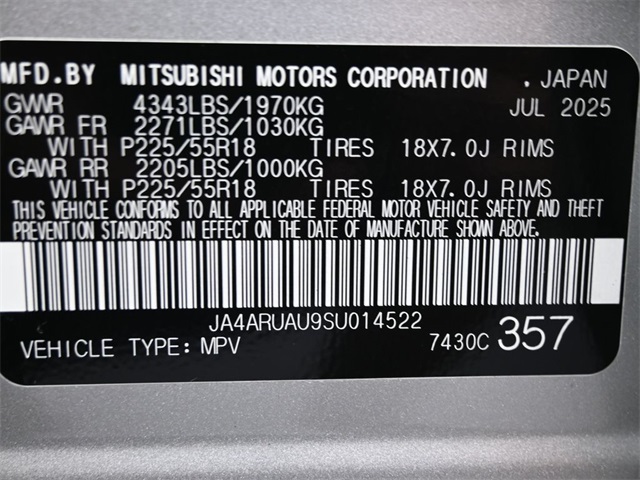 MFD.BY MITSUBISHI MOTORS CORPORATION . JAPAN
GVWR 4343LBS/1970KG JUL 2025
GAWR FR 2271LBS/1030KG
WITH P225/55R18 TIRES 18X7.0J RIMS
GAWR RR 2205LBS/1000KG
WITH P225/55R18 TIRES 18X7.0J RIMS
THIS VEHICLE CONFORMS TO ALL APPLICABLE FEDERAL MOTOR VEHICLE SAFETY AND THEFT
PREVENTION STANDARDS IN EFFECT ON THE DATE OF MANUFACTURE SHOWN ABOVE.
JA4ARUAU9SU014522
VEHICLE TYPE: MPV 7430C 357